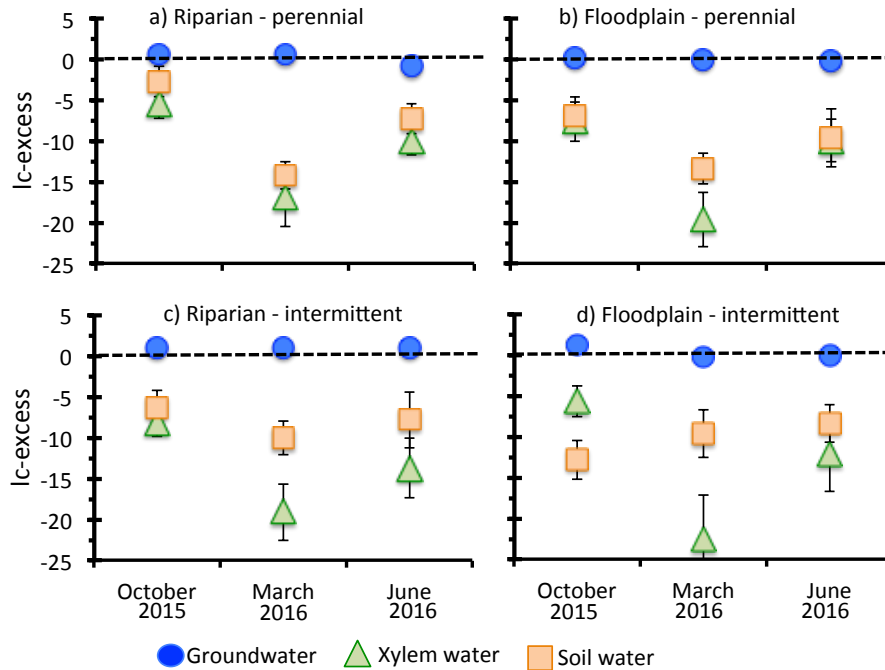 a) Riparian - perennial
b) Floodplain - perennial
5
0
-5
-10
-15
-20
-25
lc-excess
c) Riparian - intermittent
d) Floodplain - intermittent
5
0
-5
-10
-15
-20
-25
lc-excess
October 2015
March 2016
June 2016
October 2015
March 2016
June 2016
Groundwater
Xylem water
Soil water